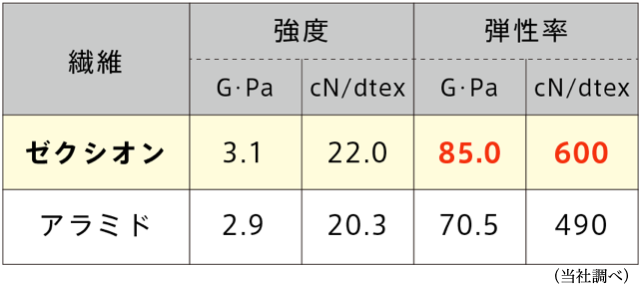 繊維 強度 弾性率
G·Pa cN/dtex G·Pa cN/dtex
ゼクシオン 3.1 22.0 85.0 600
アラミド 2.9 20.3 70.5 490
（当社調べ）